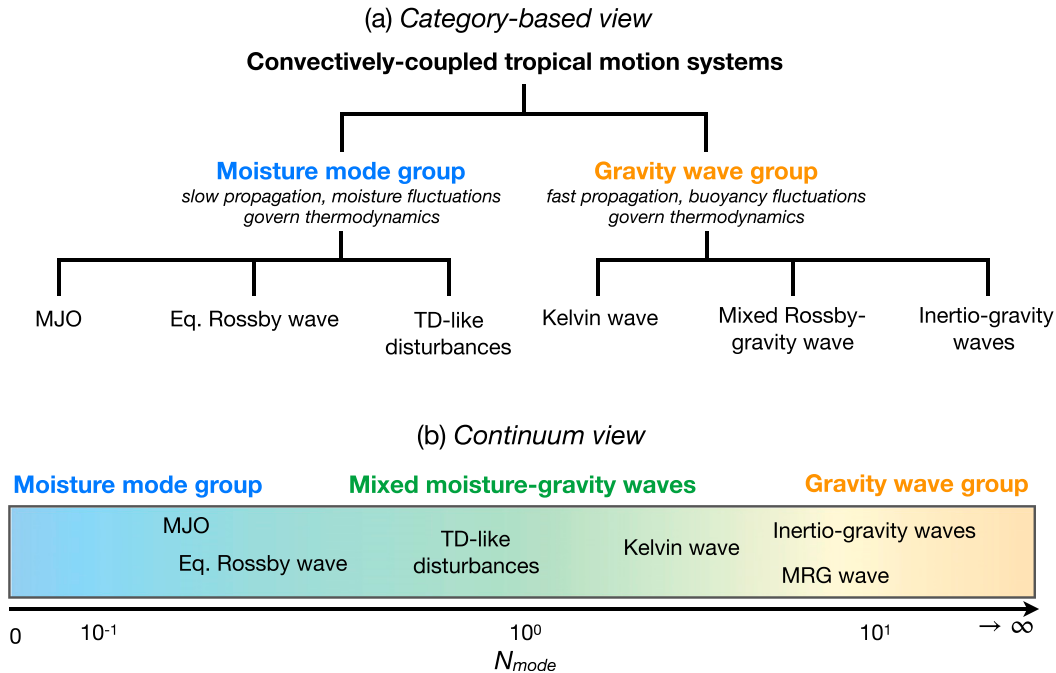 (a) Category-based view
Convectively-coupled tropical motion systems
Moisture mode group
slow propagation, moisture fluctuations
govern thermodynamics
Gravity wave group
fast propagation, buoyancy fluctuations
govern thermodynamics
MJO
Eq. Rossby wave
TD-like
disturbances
Kelvin wave
Mixed Rossby-
gravity wave
Inertio-gravity
waves
(b) Continuum view
Moisture mode group
Mixed moisture-gravity waves
Gravity wave group
MJO
Eq. Rossby wave
TD-like
disturbances
Kelvin wave
Inertio-gravity waves
MRG wave
0
10⁻¹
10⁰
10¹
→ ∞
N_mode